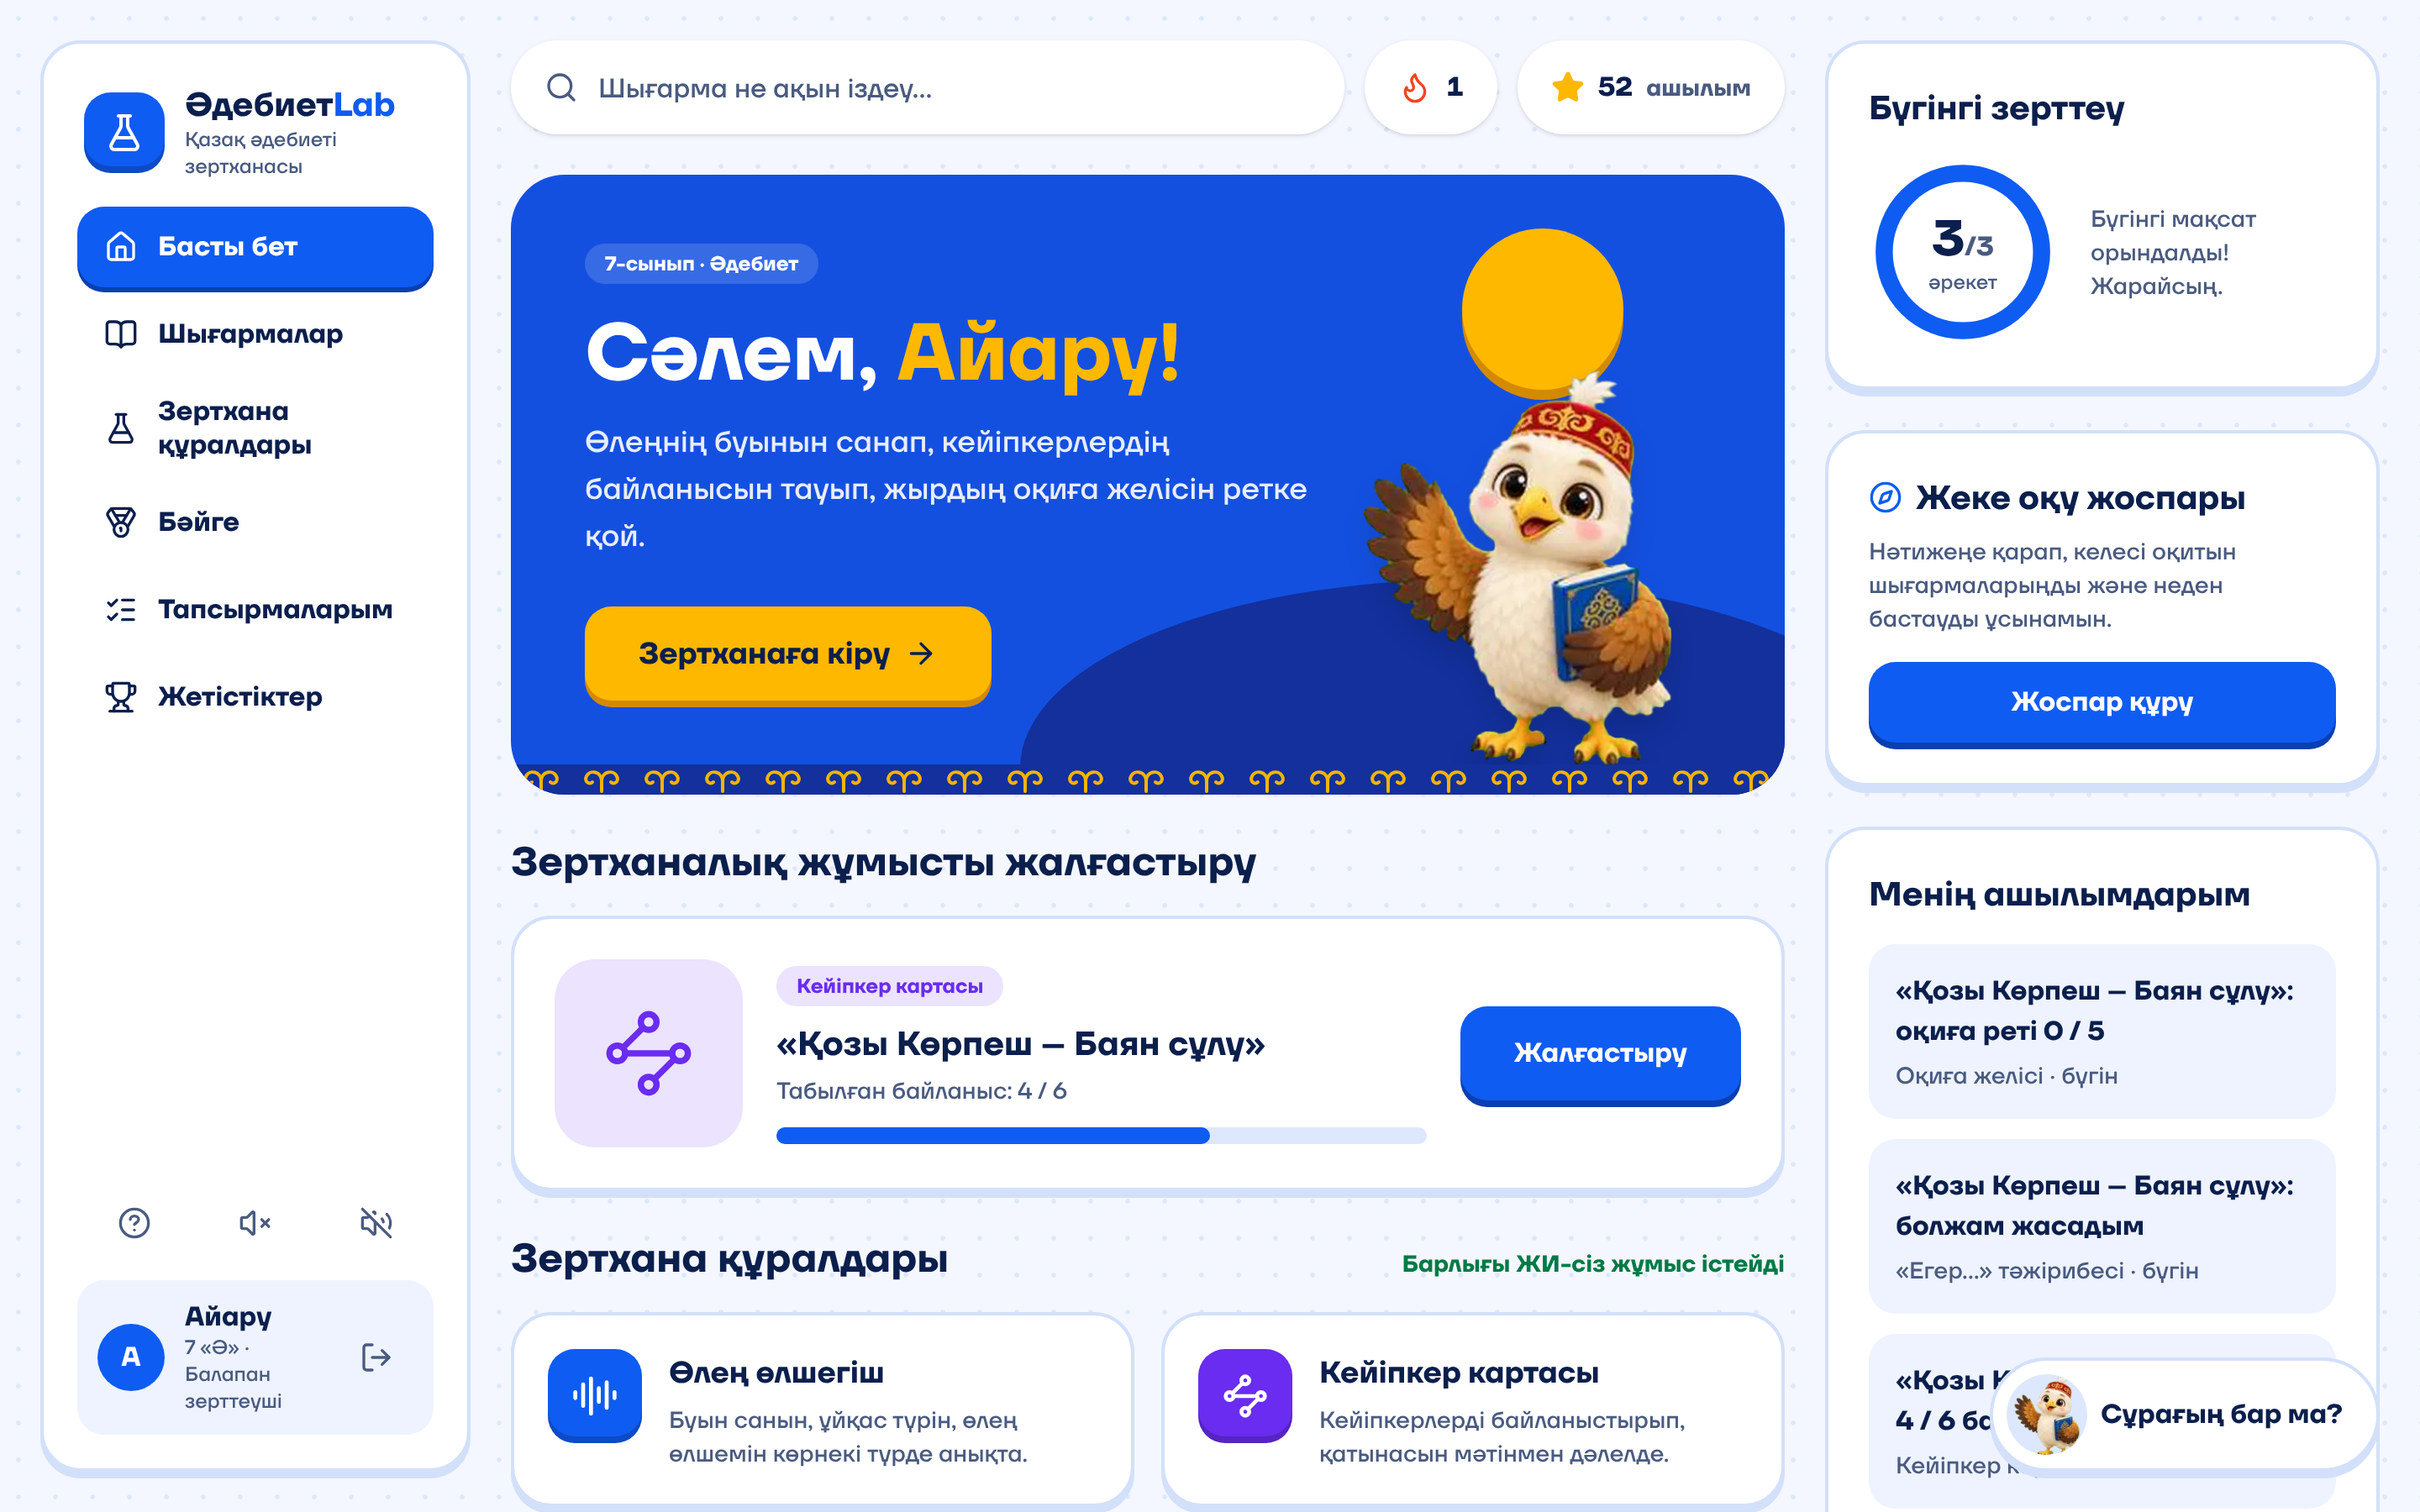 ӘдебиетLab
Қазақ әдебиеті
зертханасы
Басты бет
Шығармалар
Зертхана
құралдары
Бәйге
Тапсырмаларым
Жетістіктер
А
Айару
7 «Ә» ·
Балапан
зерттеуші
Шығарма не ақын іздеу...
1
52 ашылым
7-сынып · Әдебиет
Сәлем, Айару!
Өлеңнің буынын санап, кейіпкерлердің
байланысын тауып, жырдың оқиға желісін ретке
қой.
Зертханаға кіру
Зертханалық жұмысты жалғастыру
Кейіпкер картасы
«Қозы Көрпеш – Баян сұлу»
Табылған байланыс: 4 / 6
Жалғастыру
Зертхана құралдары
Барлығы ЖИ-сіз жұмыс істейді
Өлең өлшегіш
Буын санын, ұйқас түрін, өлең
өлшемін көрнекі түрде анықта.
Кейіпкер картасы
Кейіпкерлерді байланыстырып,
қатынасын мәтінмен дәлелде.
Бүгінгі зерттеу
3/3
әрекет
Бүгінгі мақсат
орындалды!
Жарайсың.
Жеке оқу жоспары
Нәтижеңе қарап, келесі оқитын
шығармаларыңды және неден
бастауды ұсынамын.
Жоспар құру
Менің ашылымдарым
«Қозы Көрпеш – Баян сұлу»:
оқиға реті 0 / 5
Оқиға желісі · бүгін
«Қозы Көрпеш – Баян сұлу»:
болжам жасадым
«Егер...» тәжірибесі · бүгін
«Қозы
4 / 6
Кейіпкер
Сұрағың бар ма?